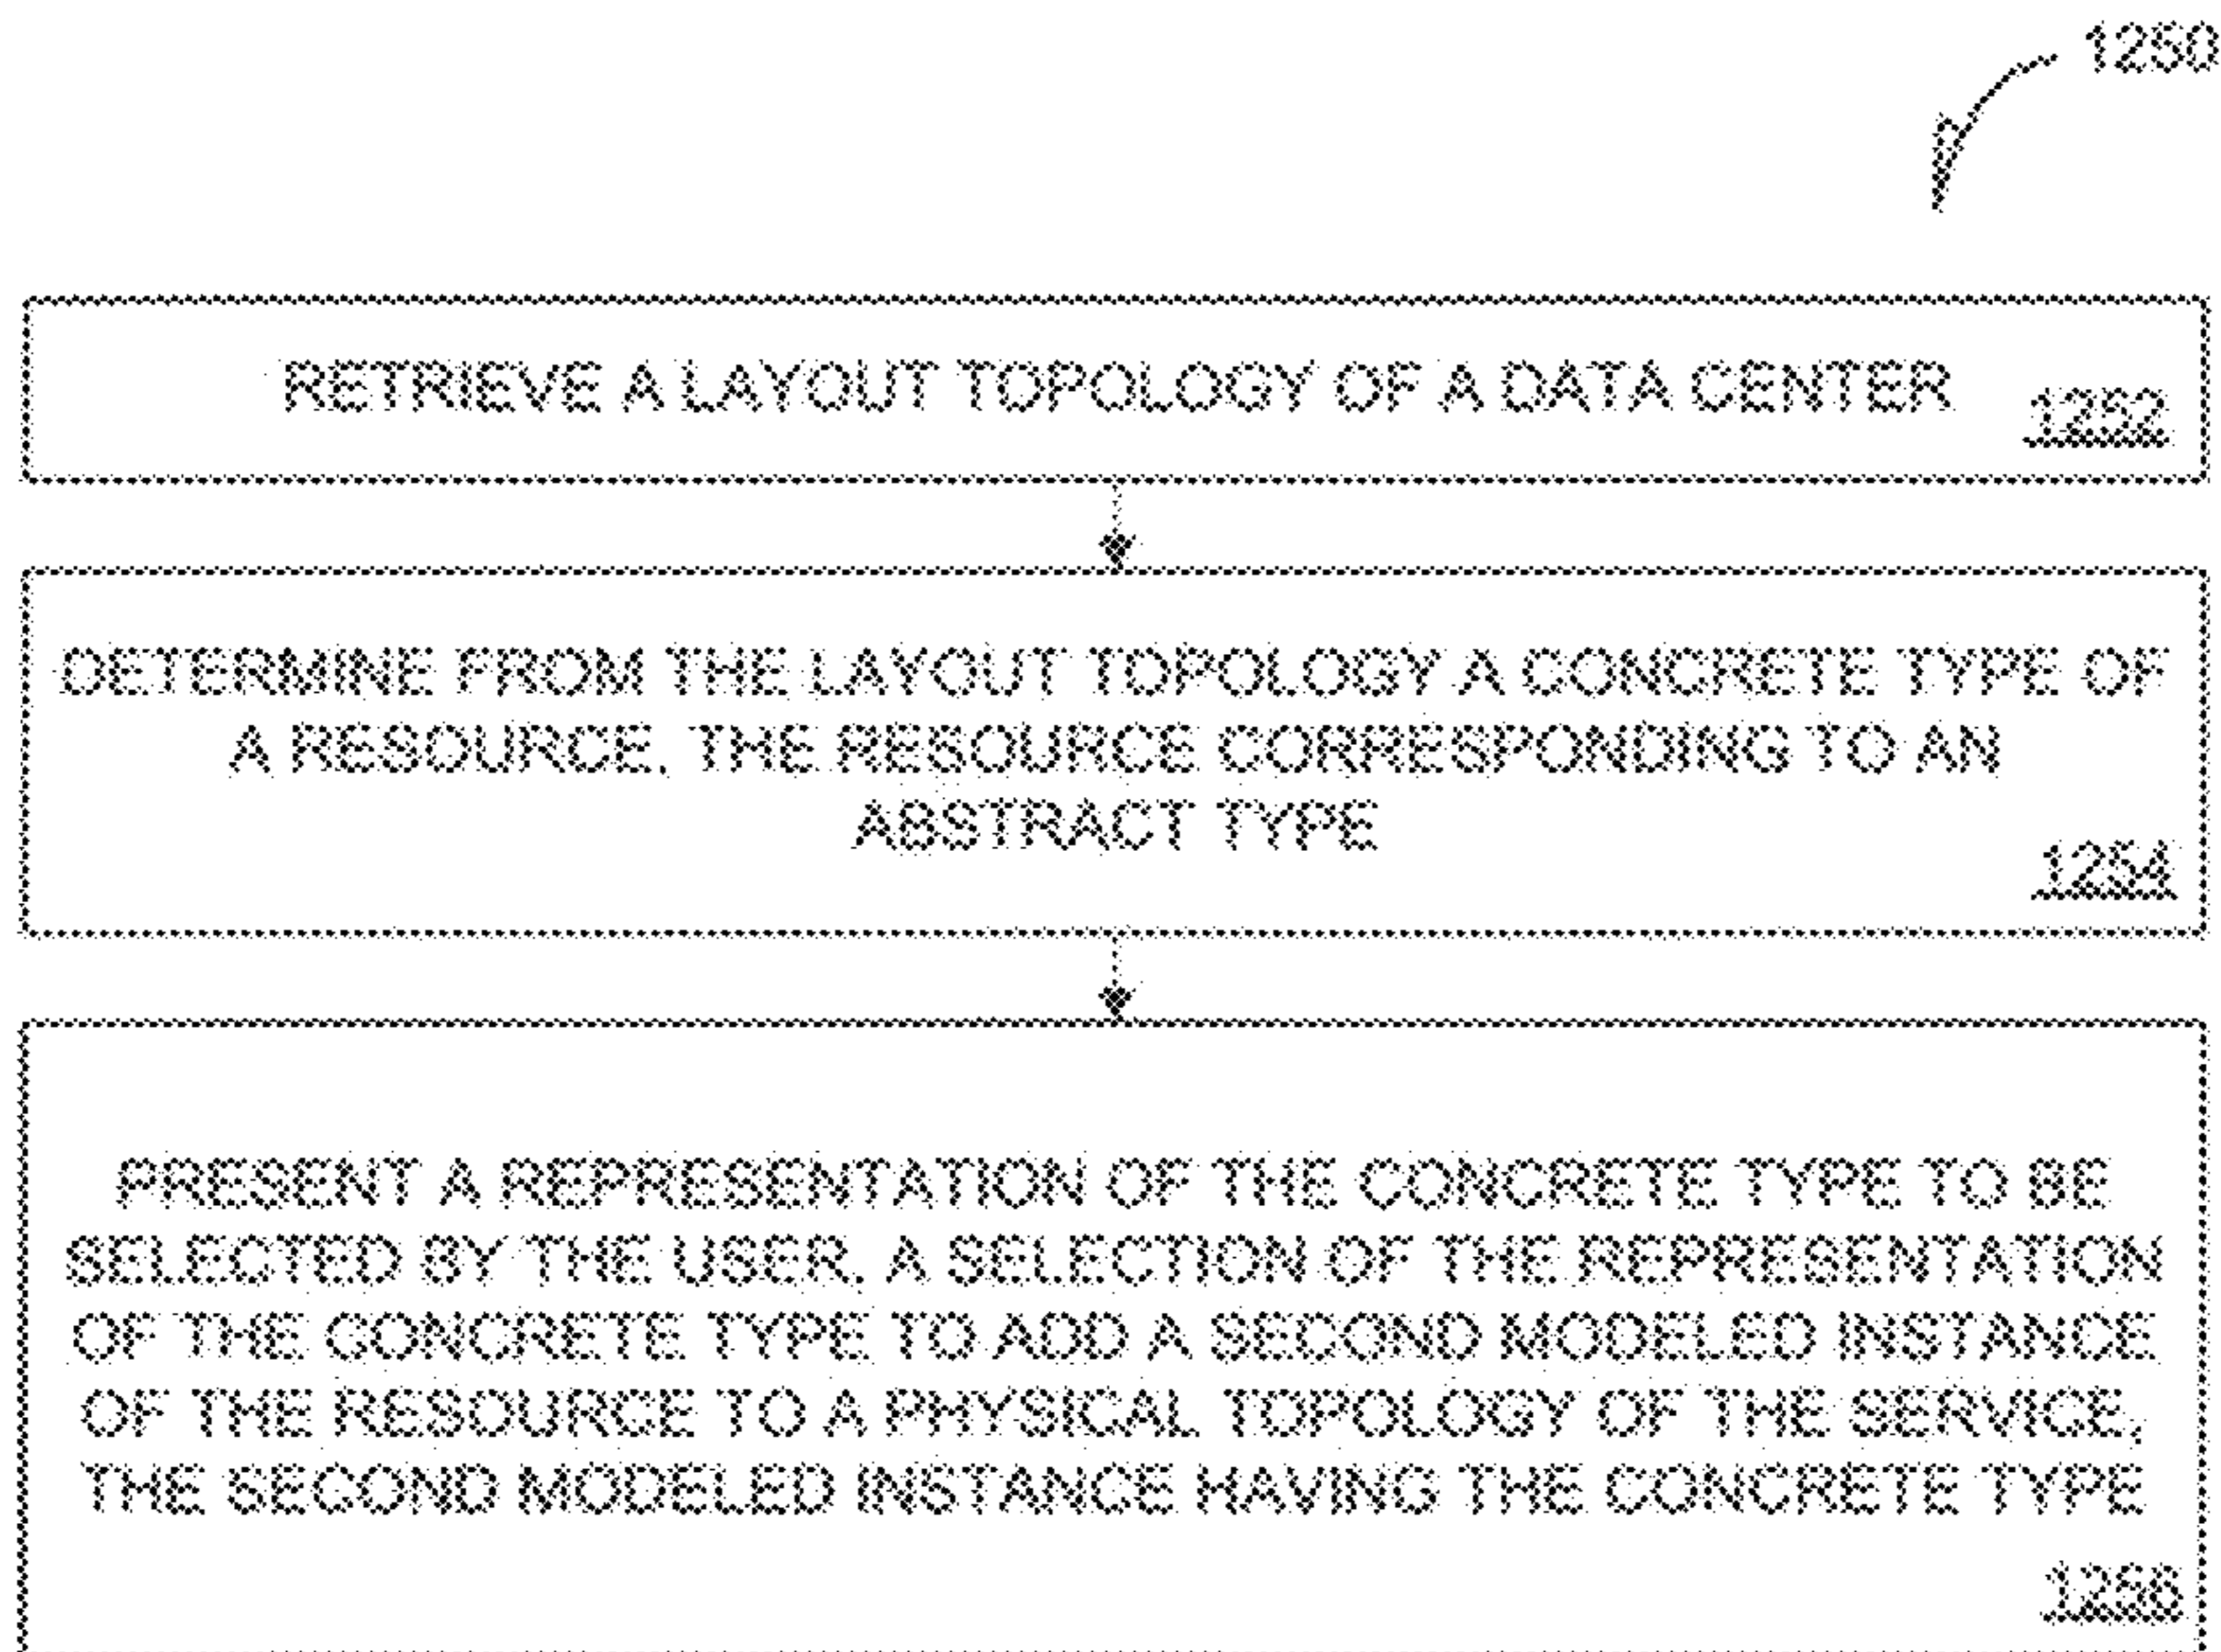 1250
RETRIEVE A LAYOUT TOPOLOGY OF A DATA CENTER
1252
DETERMINE FROM THE LAYOUT TOPOLOGY A CONCRETE TYPE OF
A RESOURCE, THE RESOURCE CORRESPONDING TO AN
ABSTRACT TYPE
1254
PRESENT A REPRESENTATION OF THE CONCRETE TYPE TO BE
SELECTED BY THE USER, A SELECTION OF THE REPRESENTATION
OF THE CONCRETE TYPE TO ADD A SECOND MODELED INSTANCE
OF THE RESOURCE TO A PHYSICAL TOPOLOGY OF THE SERVICE,
THE SECOND MODELED INSTANCE HAVING THE CONCRETE TYPE